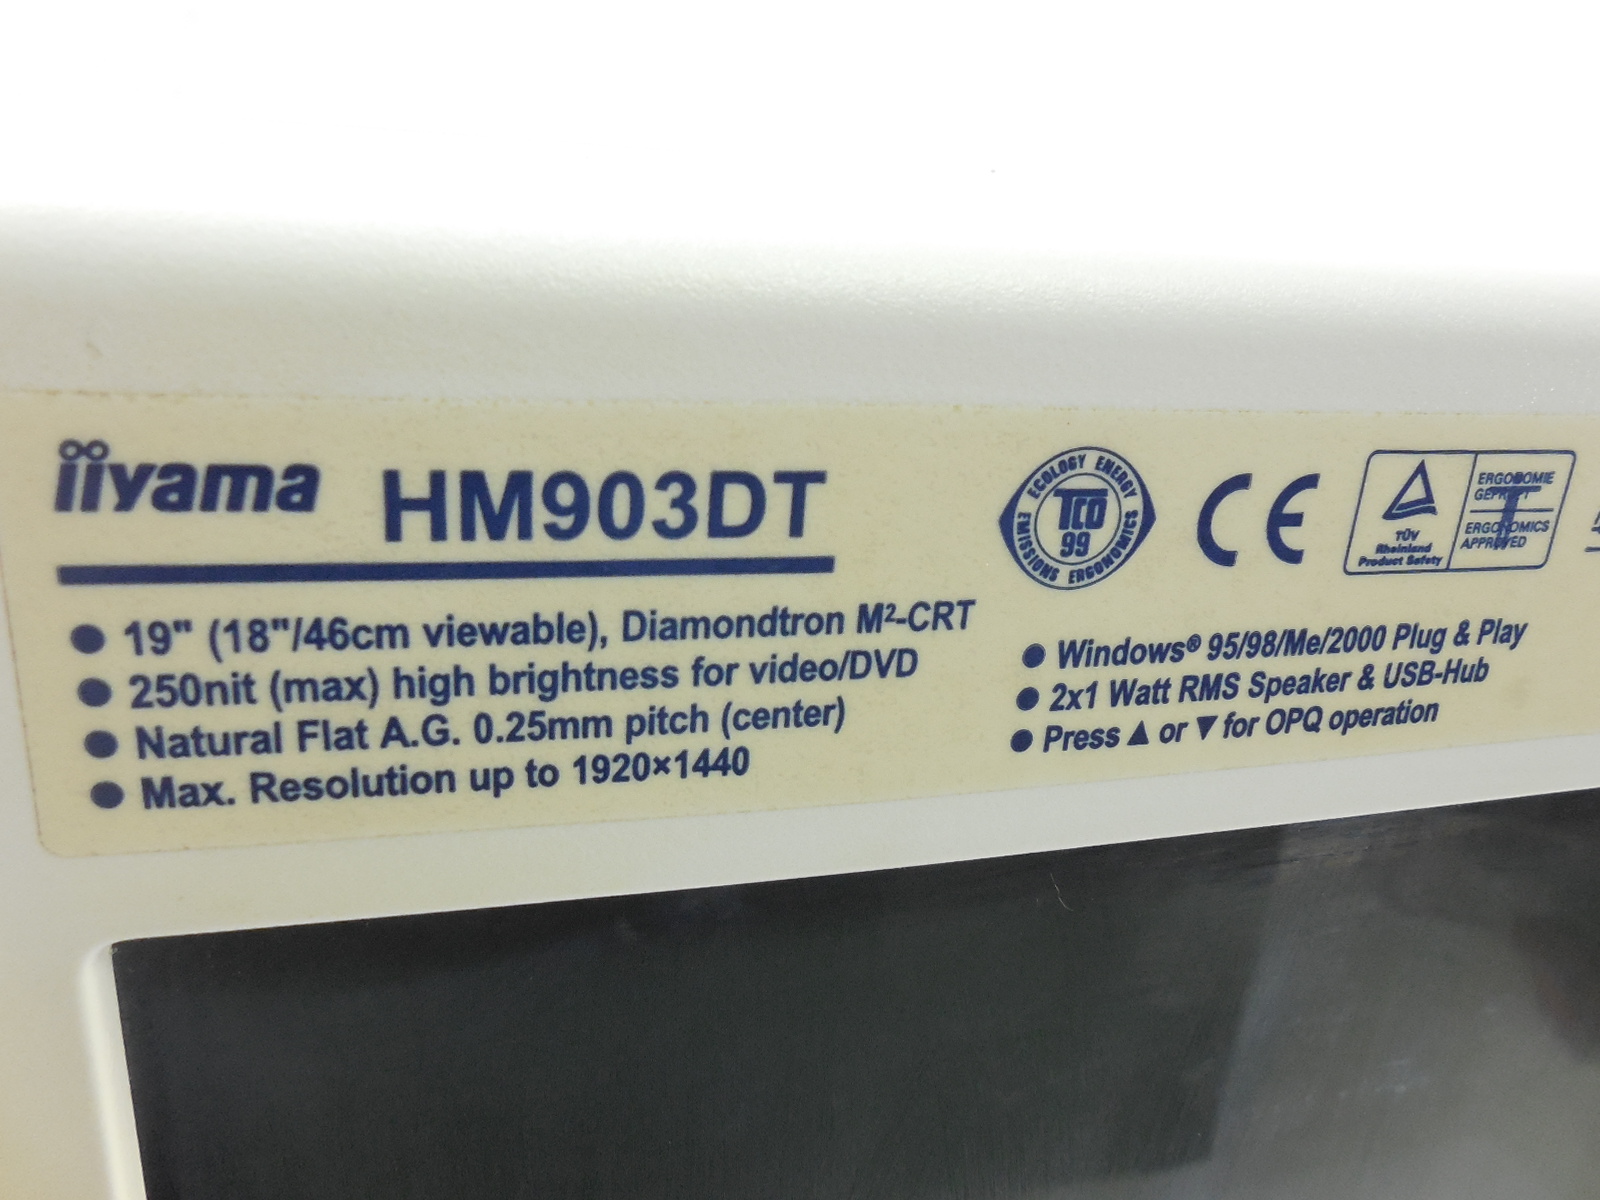 iiyama HM903DT
• 19" (18"/46cm viewable), Diamondtron M²-CRT
• 250nit (max) high brightness for video/DVD
• Natural Flat A.G. 0.25mm pitch (center)
• Max. Resolution up to 1920×1440
ECOLOGY ENERGY
TCO
99
EMISSIONS ERGONOMICS
CE
TÜV
Rheinland
Product Safety
T
ERGONOMIE
GEPRÜFT
ERGONOMICS
APPROVED
• Windows® 95/98/Me/2000 Plug & Play
• 2x1 Watt RMS Speaker & USB-Hub
• Press ▲ or ▼ for OPQ operation